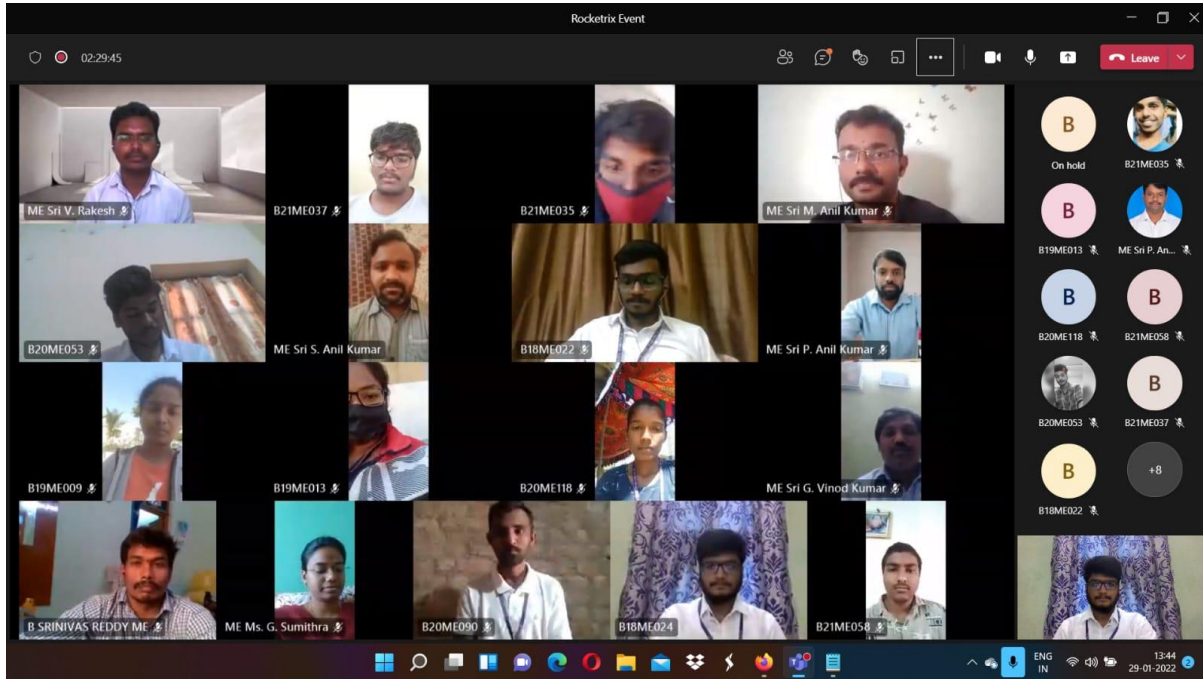 Rocketrix Event
02:29:45
Leave
ME Sri V. Rakesh
B21ME037
B21ME035
ME Sri M. Anil Kumar
B
On hold
B21ME035
B
B19ME013
ME Sri P. An...
B20ME053
ME Sri S. Anil Kumar
B18ME022
ME Sri P. Anil Kumar
B
B20ME118
B
B21ME058
B19ME009
B19ME013
B20ME118
ME Sri G. Vinod Kumar
B20ME053
B
B21ME037
B
B18ME022
+8
B SRINIVAS REDDY ME
ME Ms. G. Sumithra
B20ME090
B18ME024
B21ME058
ENG
IN
13:44
29-01-2022
2